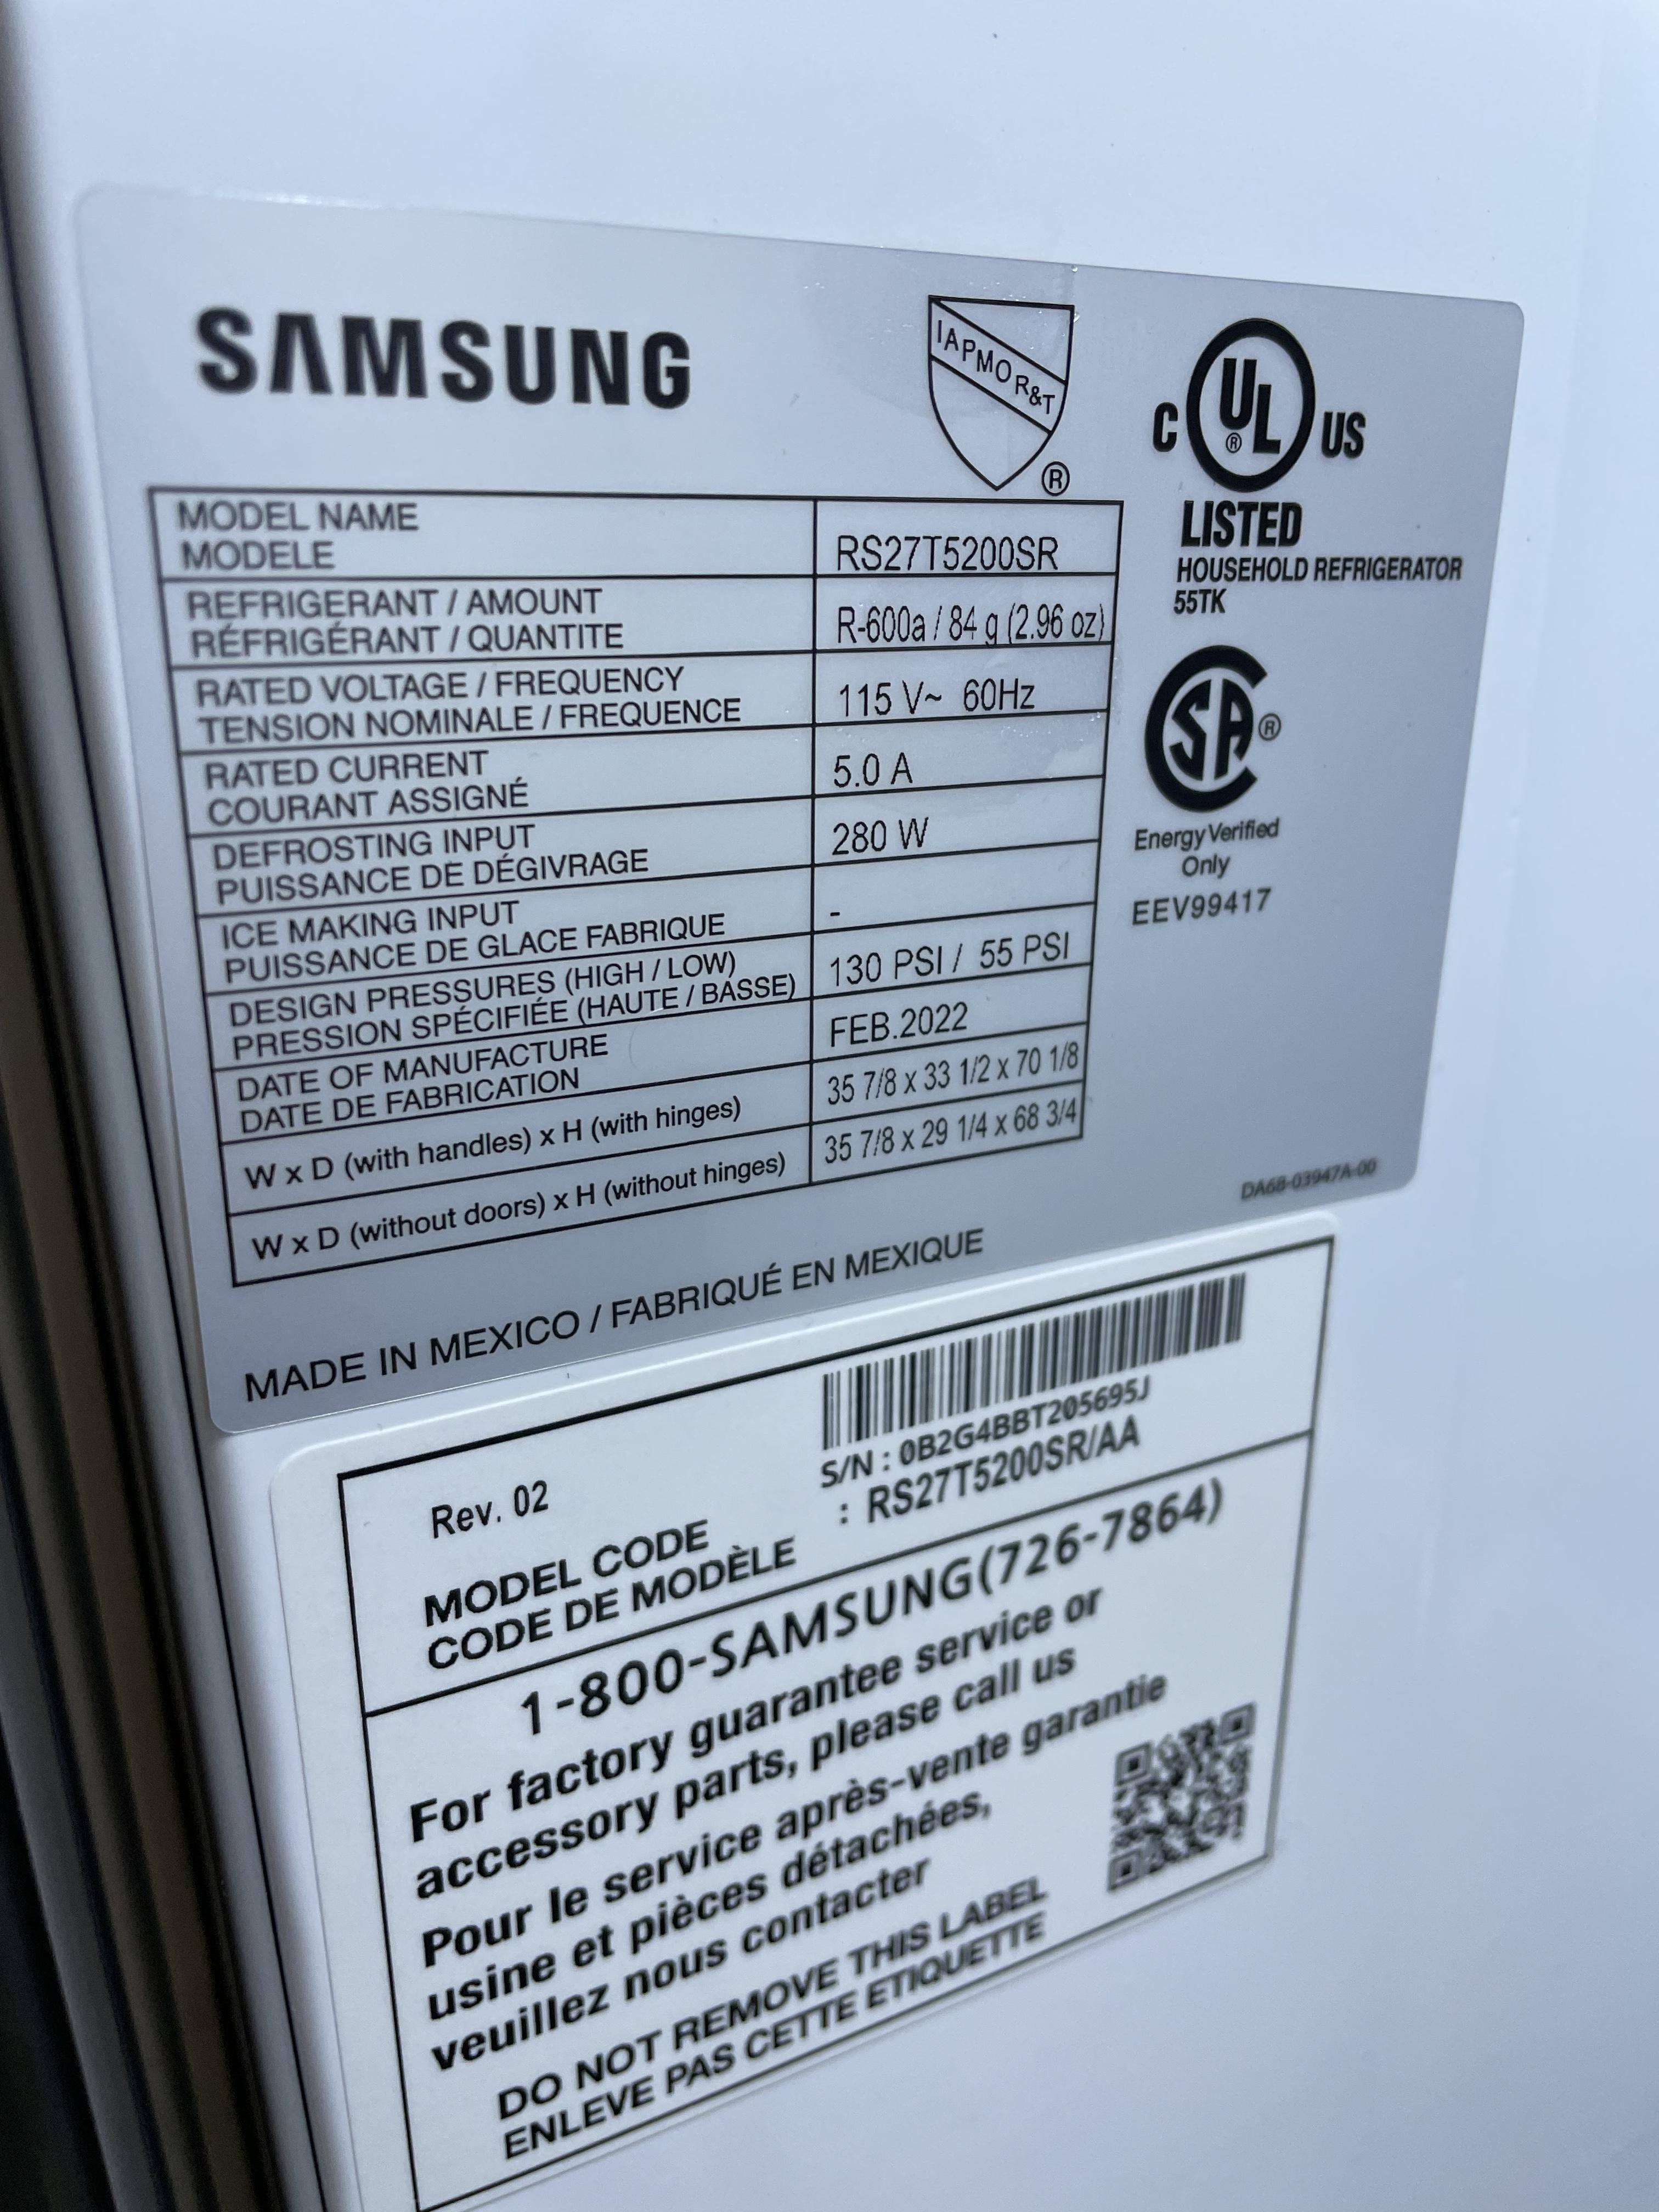 SAMSUNG
IAPMO R&T
®
C UL ® US
LISTED
HOUSEHOLD REFRIGERATOR
55TK
SA ®
Energy Verified
Only
EEV99417
MODEL NAME
MODELE
RS27T5200SR
REFRIGERANT / AMOUNT
RÉFRIGÉRANT / QUANTITE
R-600a / 84 g (2.96 oz)
RATED VOLTAGE / FREQUENCY
TENSION NOMINALE / FREQUENCE
115 V~ 60Hz
RATED CURRENT
COURANT ASSIGNÉ
5.0 A
DEFROSTING INPUT
PUISSANCE DE DÉGIVRAGE
280 W
ICE MAKING INPUT
PUISSANCE DE GLACE FABRIQUE
-
DESIGN PRESSURES (HIGH / LOW)
PRESSION SPÉCIFIÉE (HAUTE / BASSE)
130 PSI / 55 PSI
DATE OF MANUFACTURE
DATE DE FABRICATION
FEB.2022
W x D (with handles) x H (with hinges)
35 7/8 x 33 1/2 x 70 1/8
W x D (without doors) x H (without hinges)
35 7/8 x 29 1/4 x 68 3/4
DA68-03947A-00
MADE IN MEXICO / FABRIQUÉ EN MEXIQUE
Rev. 02
S/N : 0B2G4BBT205695J
MODEL CODE
CODE DE MODÈLE
: RS27T5200SR/AA
1-800-SAMSUNG(726-7864)
For factory guarantee service or
accessory parts, please call us
Pour le service après-vente garantie
usine et pièces détachées,
veuillez nous contacter
DO NOT REMOVE THIS LABEL
ENLEVE PAS CETTE ETIQUETTE